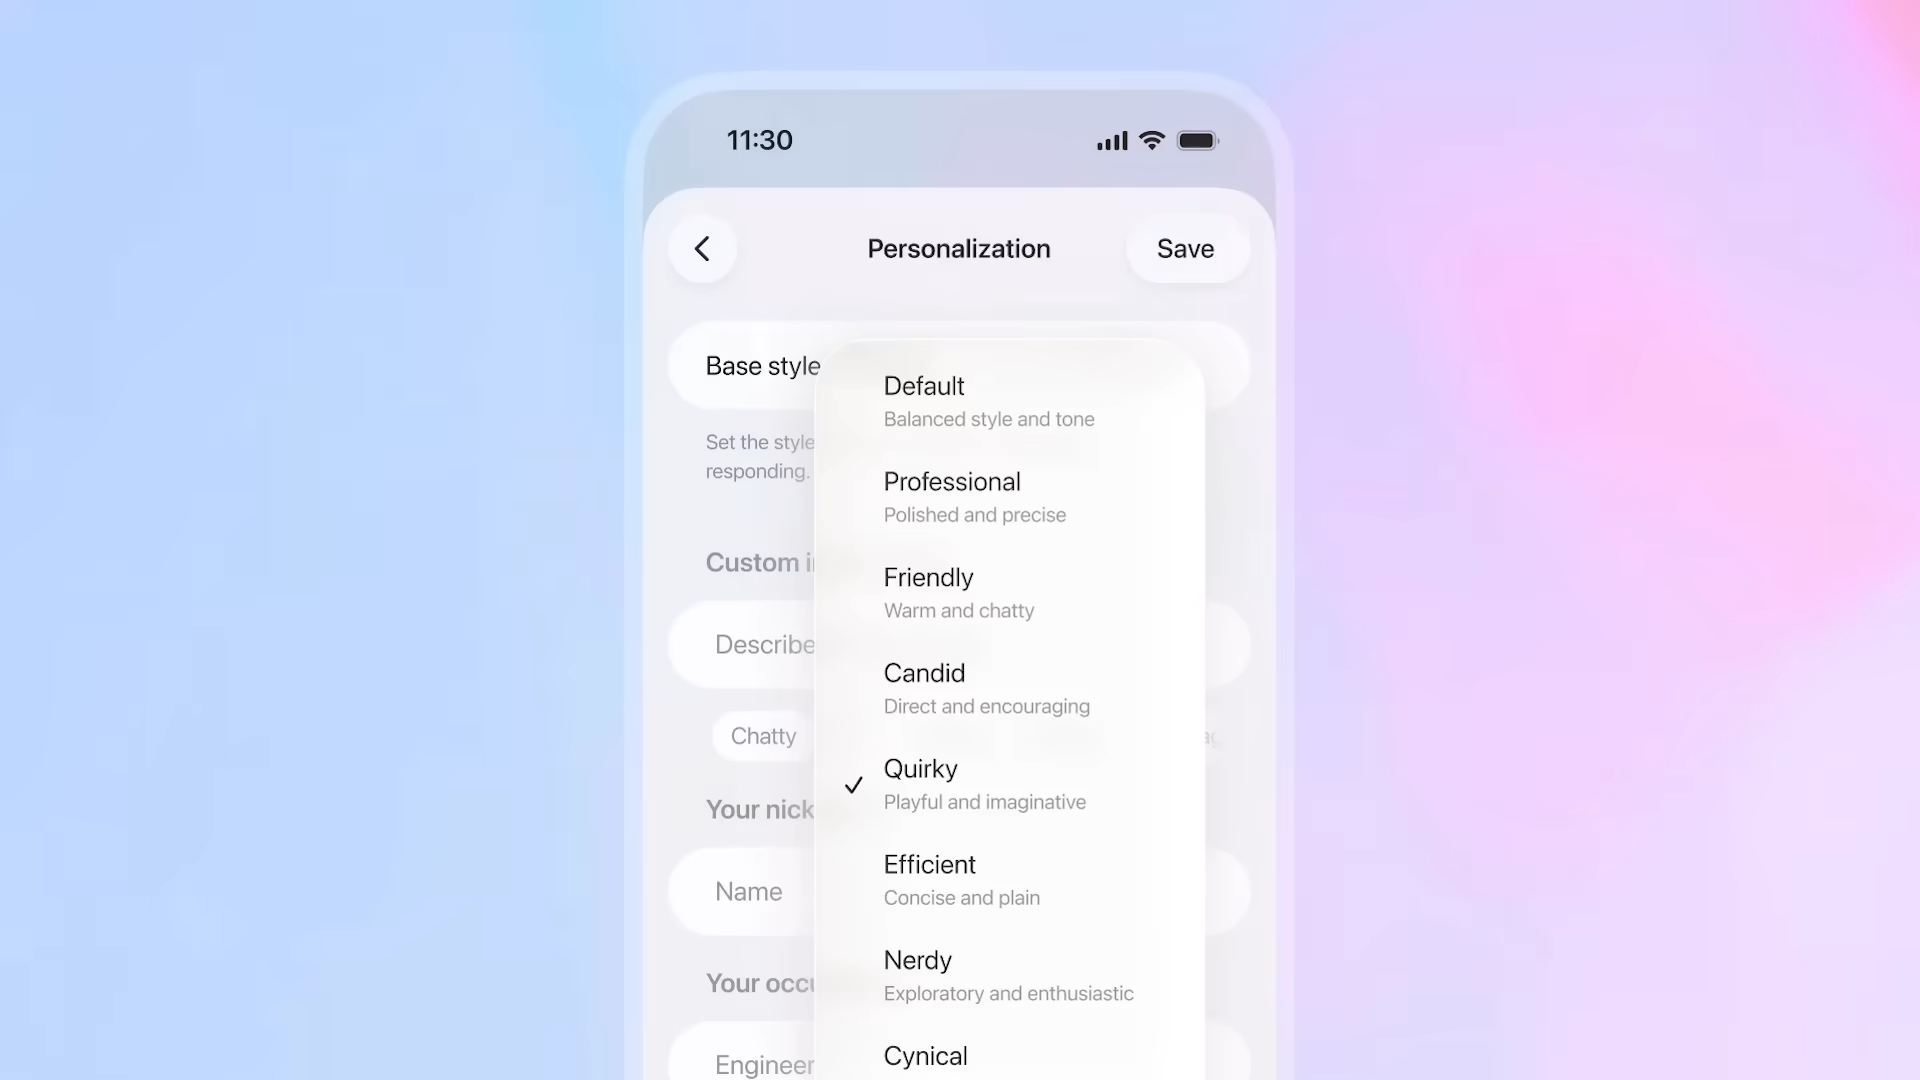 11:30
Personalization
Save
Base style
Set the style
responding.
Custom
Describe
Chatty
Your nick
Name
Your occu
Engineer
Default
Balanced style and tone
Professional
Polished and precise
Friendly
Warm and chatty
Candid
Direct and encouraging
Quirky
Playful and imaginative
Efficient
Concise and plain
Nerdy
Exploratory and enthusiastic
Cynical